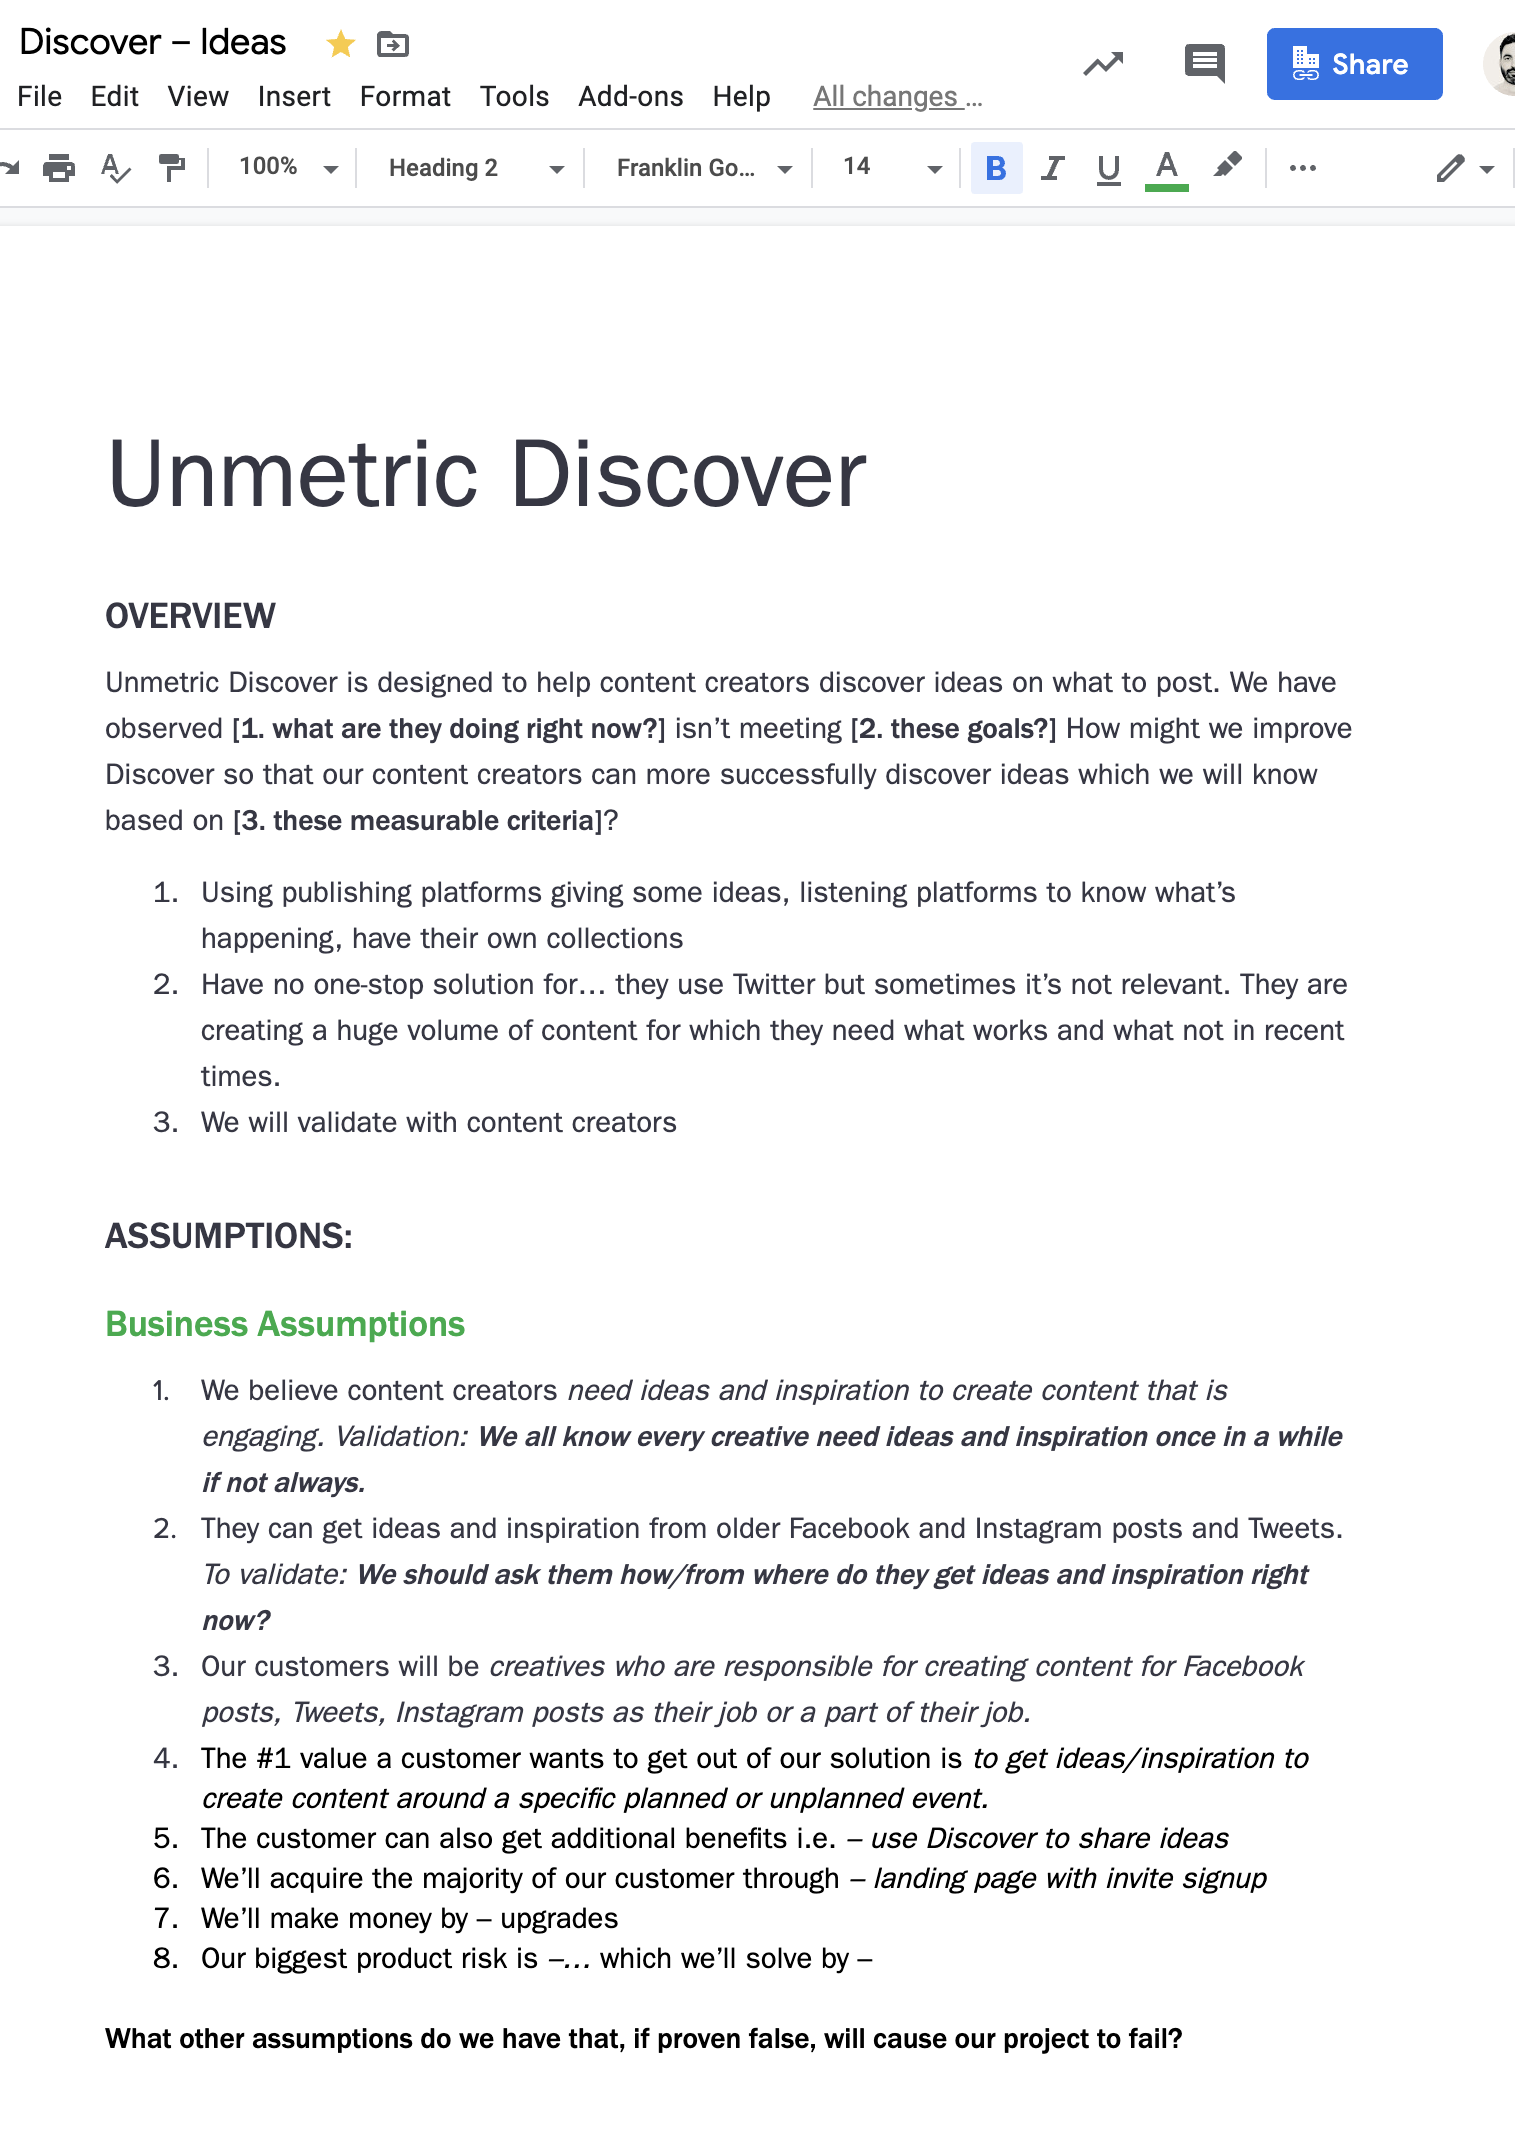 Discover – Ideas
Share
File Edit View Insert Format Tools Add-ons Help All changes ...
100% Heading 2 Franklin Go... 14 B I U A
Unmetric Discover
OVERVIEW
Unmetric Discover is designed to help content creators discover ideas on what to post. We have
observed [1. what are they doing right now?] isn’t meeting [2. these goals?] How might we improve
Discover so that our content creators can more successfully discover ideas which we will know
based on [3. these measurable criteria]?
1. Using publishing platforms giving some ideas, listening platforms to know what’s
happening, have their own collections
2. Have no one-stop solution for… they use Twitter but sometimes it’s not relevant. They are
creating a huge volume of content for which they need what works and what not in recent
times.
3. We will validate with content creators
ASSUMPTIONS:
Business Assumptions
1. We believe content creators need ideas and inspiration to create content that is
engaging. Validation: We all know every creative need ideas and inspiration once in a while
if not always.
2. They can get ideas and inspiration from older Facebook and Instagram posts and Tweets.
To validate: We should ask them how/from where do they get ideas and inspiration right
now?
3. Our customers will be creatives who are responsible for creating content for Facebook
posts, Tweets, Instagram posts as their job or a part of their job.
4. The #1 value a customer wants to get out of our solution is to get ideas/inspiration to
create content around a specific planned or unplanned event.
5. The customer can also get additional benefits i.e. – use Discover to share ideas
6. We’ll acquire the majority of our customer through – landing page with invite signup
7. We’ll make money by – upgrades
8. Our biggest product risk is –… which we’ll solve by –
What other assumptions do we have that, if proven false, will cause our project to fail?